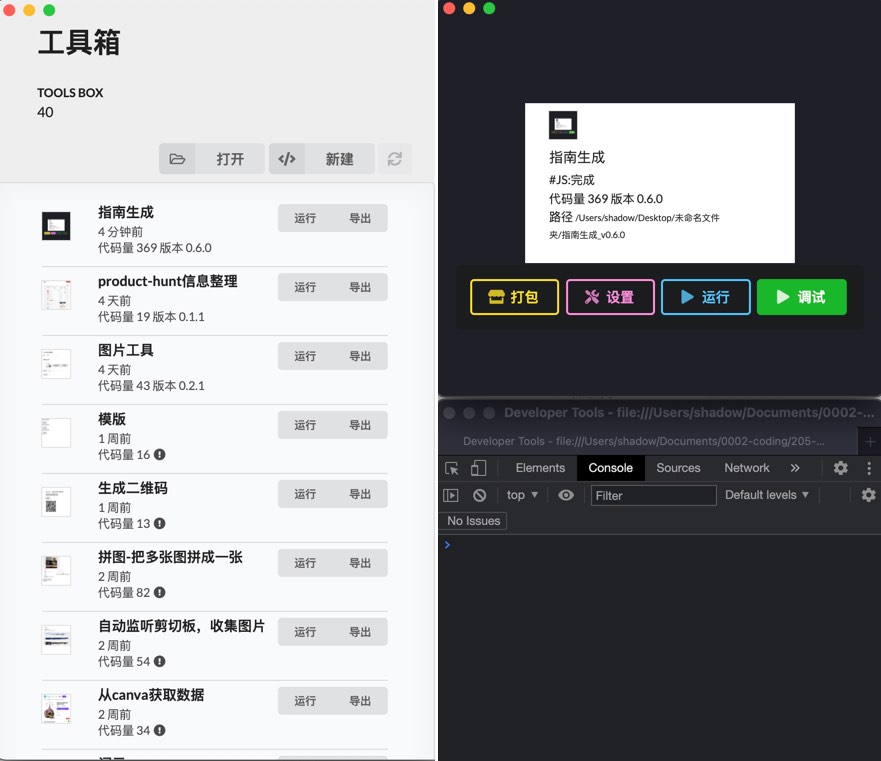 工具箱
TOOLS BOX
40
打开
新建
指南生成
4 分钟前
代码量 369 版本 0.6.0
运行 导出
product-hunt信息整理
4 天前
代码量 19 版本 0.1.1
运行 导出
图片工具
4 天前
代码量 43 版本 0.2.1
运行 导出
模版
1 周前
代码量 16
运行 导出
生成二维码
1 周前
代码量 13
运行 导出
拼图-把多张图拼成一张
2 周前
代码量 82
运行 导出
自动监听剪切板，收集图片
2 周前
代码量 54
运行 导出
从canva获取数据
2 周前
代码量 34
运行 导出
指南生成
#JS:完成
代码量 369 版本 0.6.0
路径 /Users/shadow/Desktop/未命名文件
夹/指南生成_v0.6.0
打包
设置
运行
调试
Developer Tools - file:///Users/shadow/Documents/0002-...
Developer Tools - file:///Users/shadow/Documents/0002-coding/205-...
Elements Console Sources Network »
top Filter Default levels
No Issues